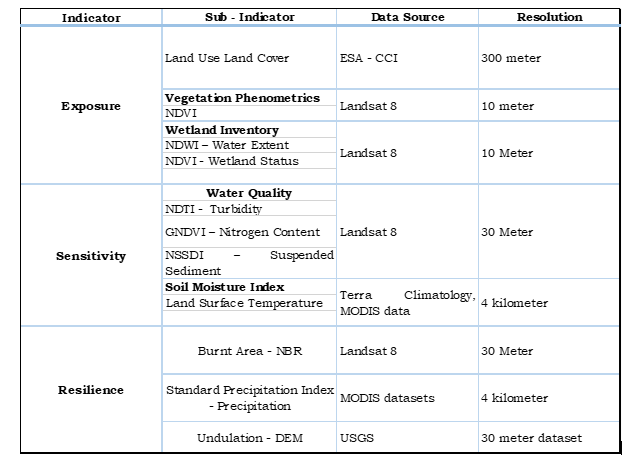 Indicator Sub - Indicator Data Source Resolution
Land Use Land Cover ESA - CCI 300 meter
Exposure
Vegetation Phenometrics
NDVI
Landsat 8 10 meter
Wetland Inventory
NDWI – Water Extent
NDVI - Wetland Status
Landsat 8 10 Meter
Sensitivity
Water Quality
NDTI - Turbidity
GNDVI – Nitrogen Content
NSSDI – Suspended
Sediment
Landsat 8 30 Meter
Soil Moisture Index
Land Surface Temperature
Terra Climatology,
MODIS data
4 kilometer
Resilience
Burnt Area - NBR Landsat 8 30 Meter
Standard Precipitation Index
- Precipitation
MODIS datasets 4 kilometer
Undulation - DEM USGS 30 meter dataset